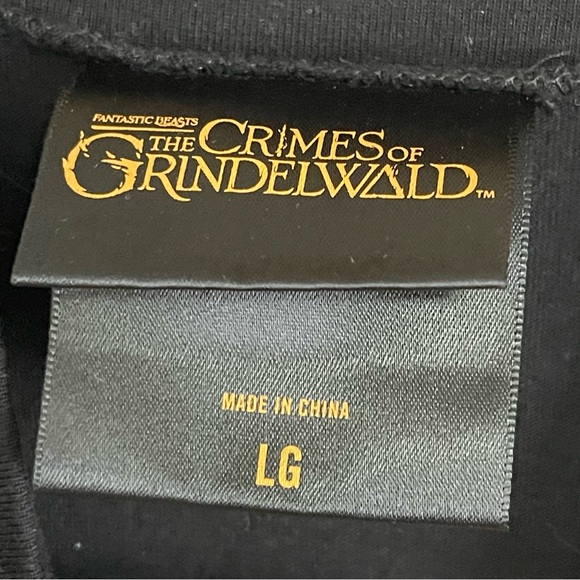 FANTASTIC BEASTS
THE CRIMES OF
GRINDELWALD™
MADE IN CHINA
LG